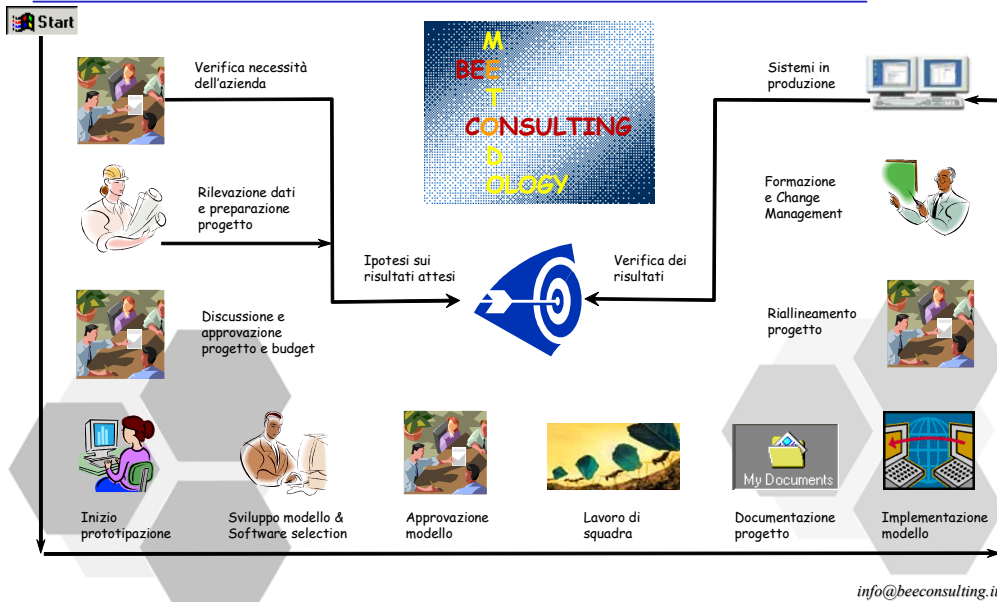 Start
Verifica necessità
dell'azienda
Rilevazione dati
e preparazione
progetto
Discussione e
approvazione
progetto e budget
Ipotesi sui
risultati attesi
METODO
BEE
CONSULTING
OLOGY
Verifica dei
risultati
Sistemi in
produzione
Formazione
e Change
Management
Riallineamento
progetto
My Documents
Inizio
prototipazione
Sviluppo modello &
Software selection
Approvazione
modello
Lavoro di
squadra
Documentazione
progetto
Implementazione
modello
info@beeconsulting.it